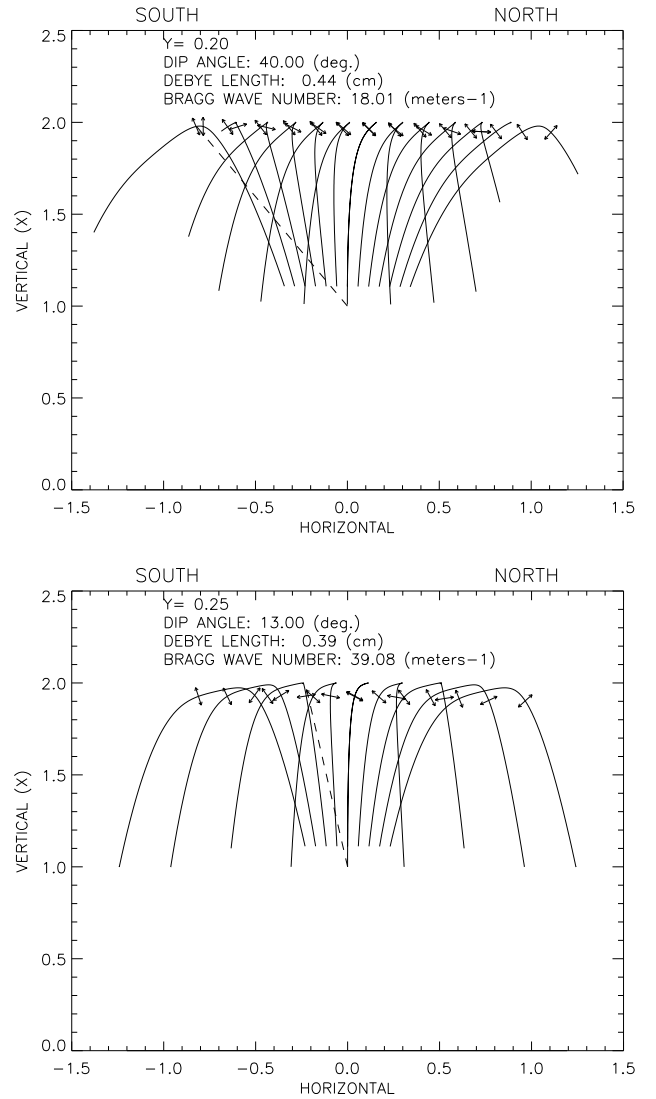 SOUTH NORTH
2.5
Y= 0.20
DIP ANGLE: 40.00 (deg.)
DEBYE LENGTH: 0.44 (cm)
BRAGG WAVE NUMBER: 18.01 (meters-1)
2.0
1.5
VERTICAL (X)
1.0
0.5
0.0
-1.5 -1.0 -0.5 0.0 0.5 1.0 1.5
HORIZONTAL
SOUTH NORTH
2.5
Y= 0.25
DIP ANGLE: 13.00 (deg.)
DEBYE LENGTH: 0.39 (cm)
BRAGG WAVE NUMBER: 39.08 (meters-1)
2.0
1.5
VERTICAL (X)
1.0
0.5
0.0
-1.5 -1.0 -0.5 0.0 0.5 1.0 1.5
HORIZONTAL